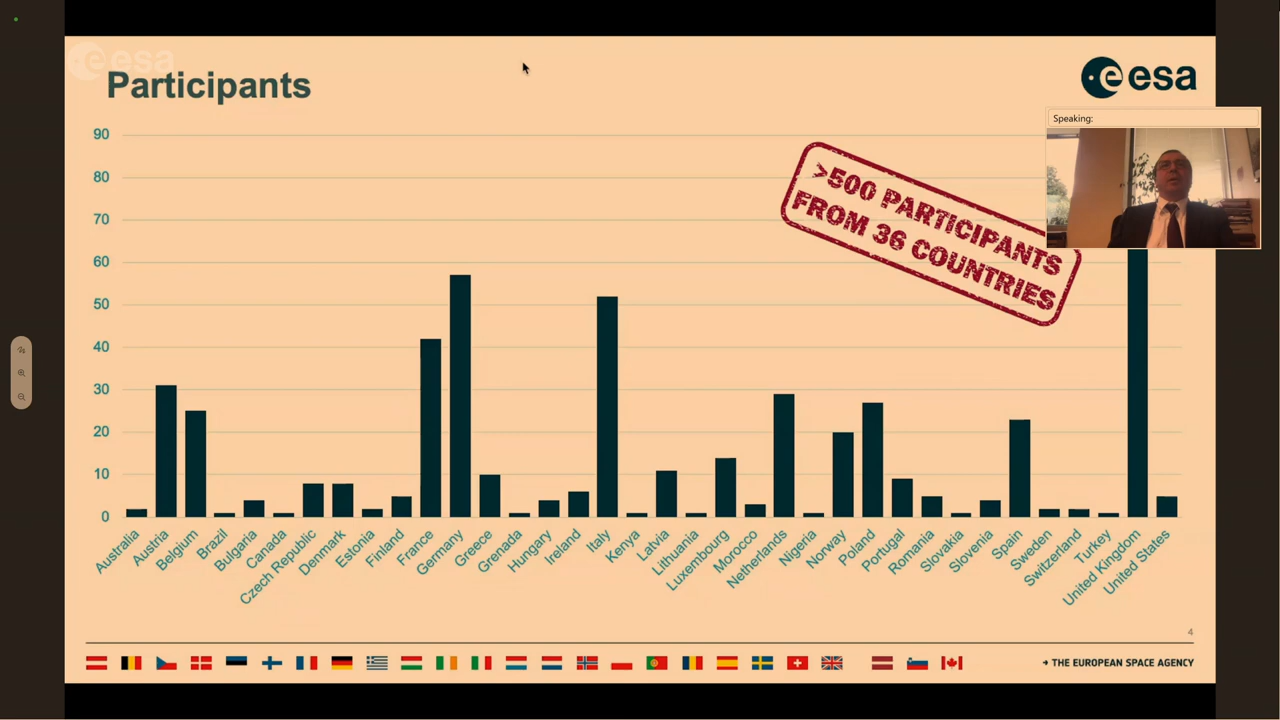 esa
Participants
esa
Speaking:
90
80
70
60
50
40
30
20
10
0
>500 PARTICIPANTS
FROM 36 COUNTRIES
Australia
Austria
Belgium
Brazil
Bulgaria
Canada
Czech Republic
Denmark
Estonia
Finland
France
Germany
Greece
Grenada
Hungary
Ireland
Italy
Kenya
Latvia
Lithuania
Luxembourg
Morocco
Netherlands
Nigeria
Norway
Poland
Portugal
Romania
Slovakia
Slovenia
Spain
Sweden
Switzerland
Turkey
United Kingdom
United States
4
→ THE EUROPEAN SPACE AGENCY